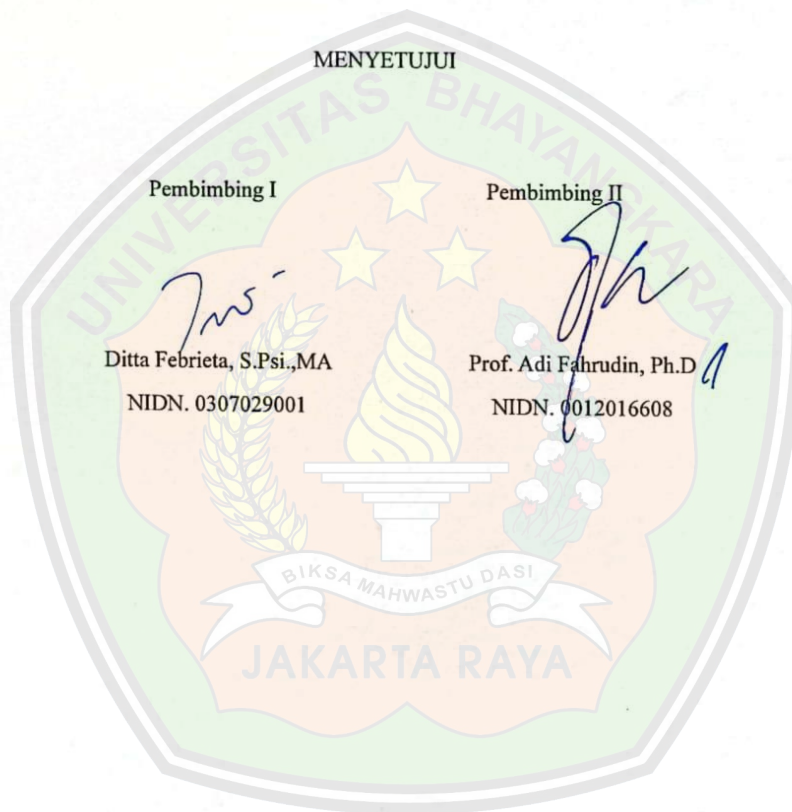 MENYETUJUI
UNIVERSITAS BHAYANGKARA
Pembimbing I
Pembimbing II
Ditta Febrieta, S.Psi.,MA
Prof. Adi Fahrudin, Ph.D
NIDN. 0307029001
NIDN. 0012016608
BIKSA MAHWASTU DASI
JAKARTA RAYA